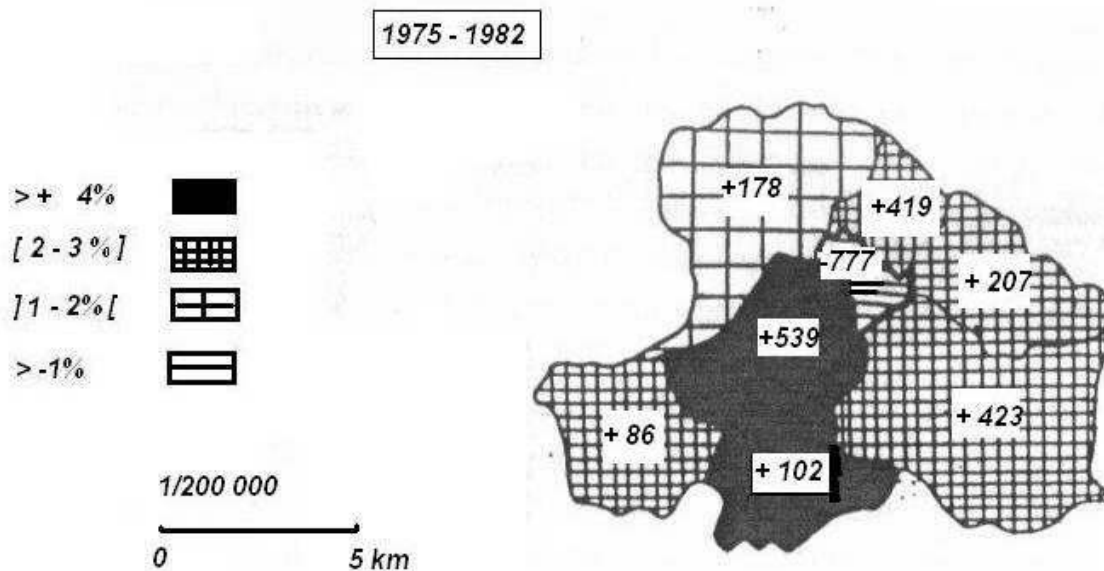 1975 - 1982
> + 4%
[ 2 - 3 % ]
] 1 - 2% [
> -1%
1/200 000
0 5 km
+178
+419
-777
+ 207
+539
+ 423
+ 86
+ 102